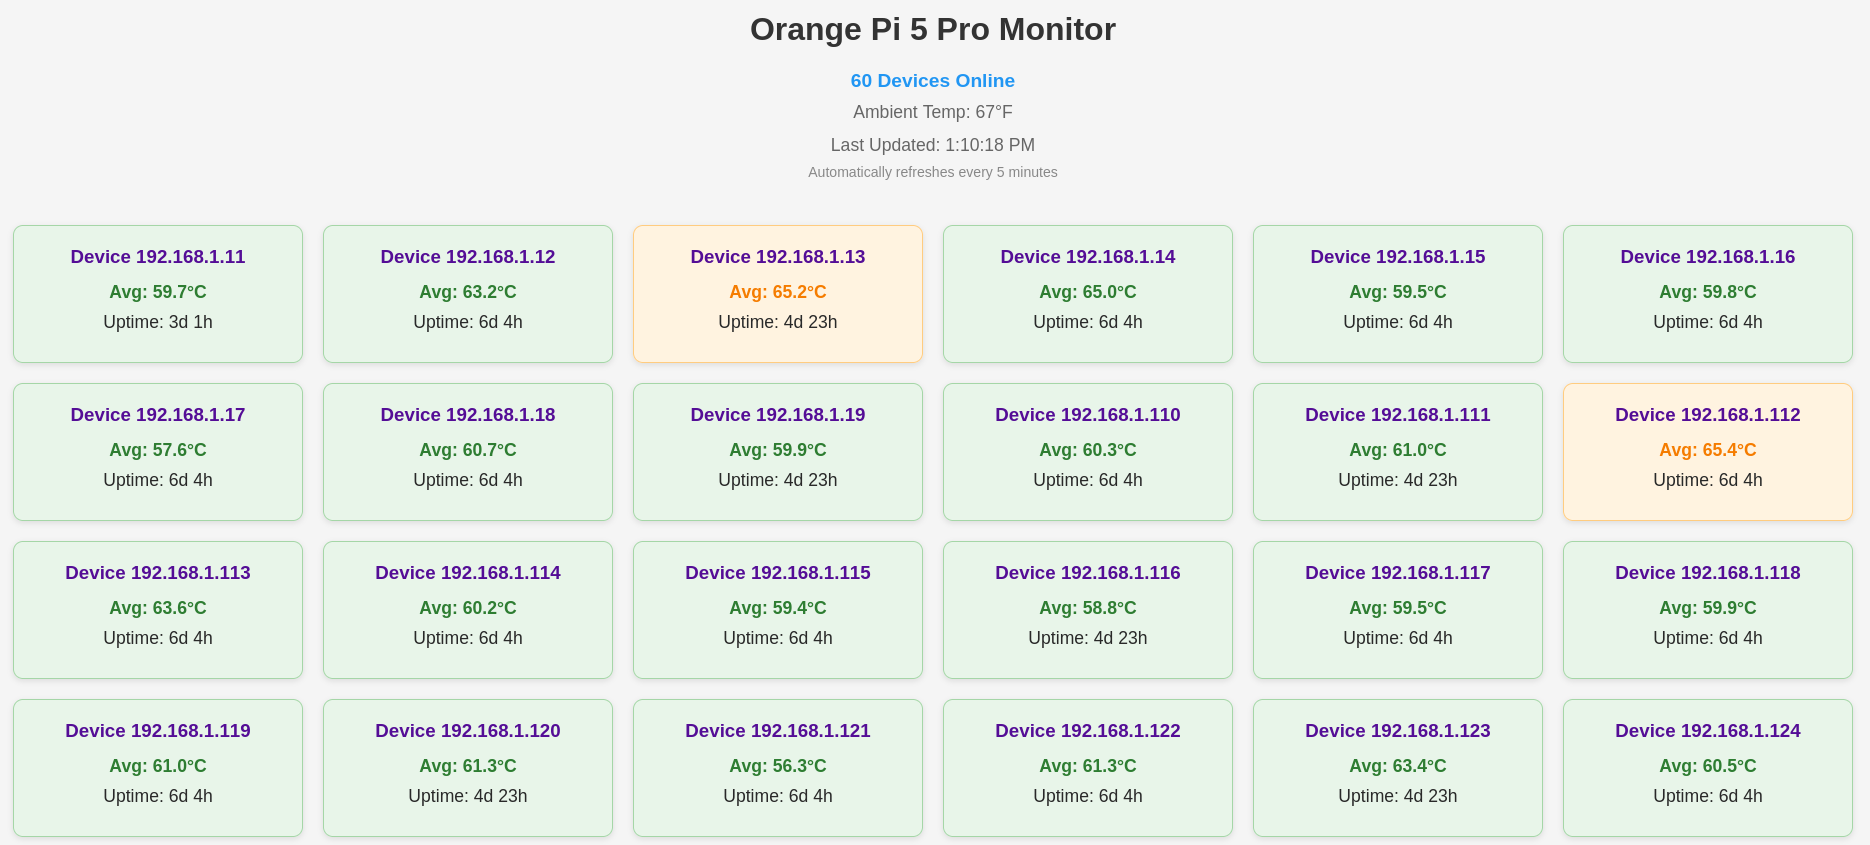 Orange Pi 5 Pro Monitor
60 Devices Online
Ambient Temp: 67°F
Last Updated: 1:10:18 PM
Automatically refreshes every 5 minutes
Device 192.168.1.11
Avg: 59.7°C
Uptime: 3d 1h
Device 192.168.1.12
Avg: 63.2°C
Uptime: 6d 4h
Device 192.168.1.13
Avg: 65.2°C
Uptime: 4d 23h
Device 192.168.1.14
Avg: 65.0°C
Uptime: 6d 4h
Device 192.168.1.15
Avg: 59.5°C
Uptime: 6d 4h
Device 192.168.1.16
Avg: 59.8°C
Uptime: 6d 4h
Device 192.168.1.17
Avg: 57.6°C
Uptime: 6d 4h
Device 192.168.1.18
Avg: 60.7°C
Uptime: 6d 4h
Device 192.168.1.19
Avg: 59.9°C
Uptime: 4d 23h
Device 192.168.1.110
Avg: 60.3°C
Uptime: 6d 4h
Device 192.168.1.111
Avg: 61.0°C
Uptime: 4d 23h
Device 192.168.1.112
Avg: 65.4°C
Uptime: 6d 4h
Device 192.168.1.113
Avg: 63.6°C
Uptime: 6d 4h
Device 192.168.1.114
Avg: 60.2°C
Uptime: 6d 4h
Device 192.168.1.115
Avg: 59.4°C
Uptime: 6d 4h
Device 192.168.1.116
Avg: 58.8°C
Uptime: 4d 23h
Device 192.168.1.117
Avg: 59.5°C
Uptime: 6d 4h
Device 192.168.1.118
Avg: 59.9°C
Uptime: 6d 4h
Device 192.168.1.119
Avg: 61.0°C
Uptime: 6d 4h
Device 192.168.1.120
Avg: 61.3°C
Uptime: 4d 23h
Device 192.168.1.121
Avg: 56.3°C
Uptime: 6d 4h
Device 192.168.1.122
Avg: 61.3°C
Uptime: 6d 4h
Device 192.168.1.123
Avg: 63.4°C
Uptime: 4d 23h
Device 192.168.1.124
Avg: 60.5°C
Uptime: 6d 4h